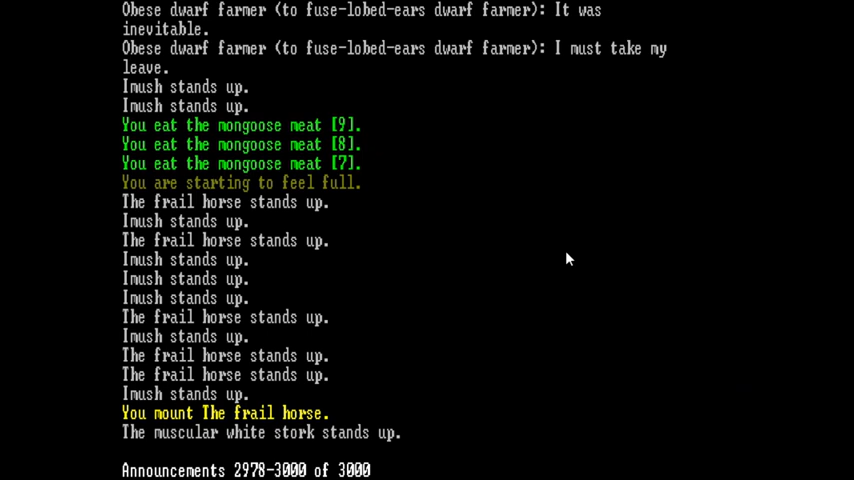 Obese dwarf farmer (to fuse-lobed-ears dwarf farmer): It was
inevitable.
Obese dwarf farmer (to fuse-lobed-ears dwarf farmer): I must take my
leave.
Imush stands up.
Imush stands up.
You eat the mongoose meat [9].
You eat the mongoose meat [8].
You eat the mongoose meat [7].
You are starting to feel full.
The frail horse stands up.
Imush stands up.
The frail horse stands up.
Imush stands up.
Imush stands up.
Imush stands up.
The frail horse stands up.
Imush stands up.
The frail horse stands up.
The frail horse stands up.
Imush stands up.
You mount The frail horse.
The muscular white stork stands up.
Announcements 2978-3000 of 3000